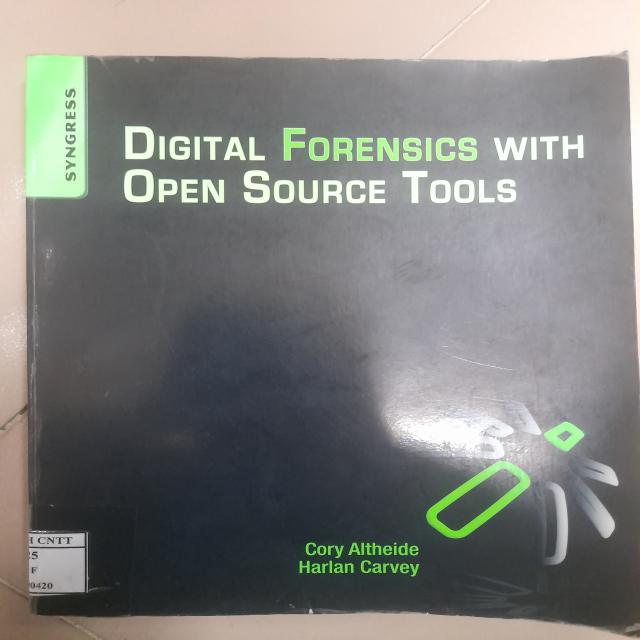 SYNGRESS
DIGITAL FORENSICS WITH
OPEN SOURCE TOOLS
Cory Altheide
Harlan Carvey
CNTT
F